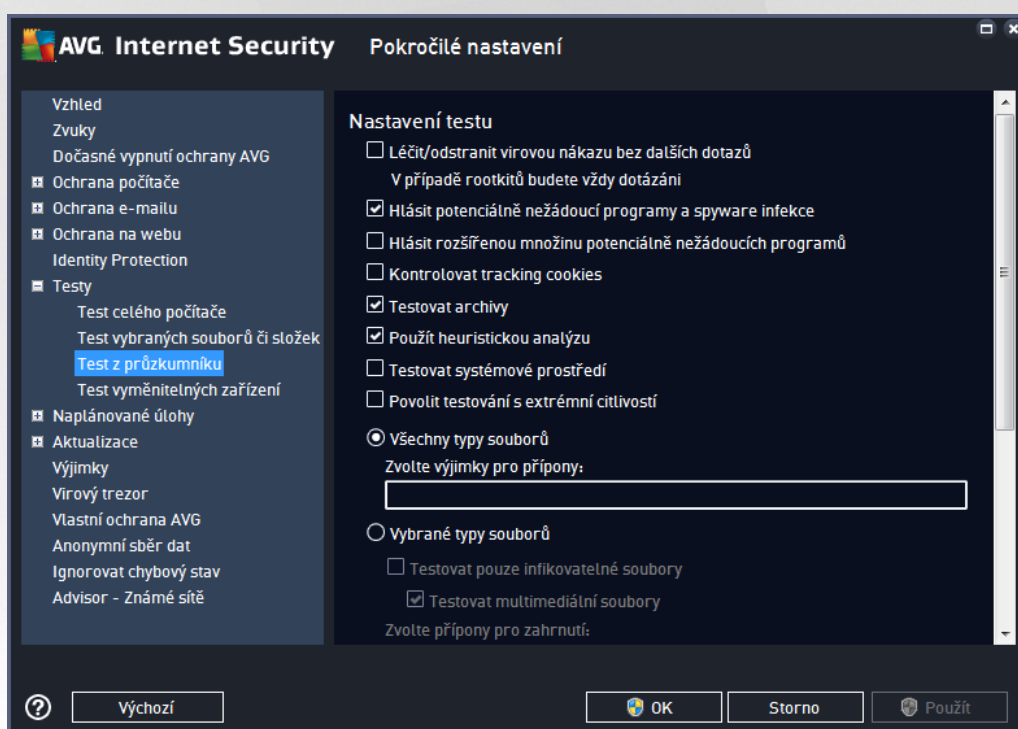 AVG. Internet Security Pokročilé nastavení
Vzhled
Zvuky
Dočasné vypnutí ochrany AVG
Ochrana počítače
Ochrana e-mailu
Ochrana na webu
Identity Protection
Testy
Test celého počítače
Test vybraných souborů či složek
Test z průzkumníku
Test vyměnitelných zařízení
Naplánované úlohy
Aktualizace
Výjimky
Virový trezor
Vlastní ochrana AVG
Anonymní sběr dat
Ignorovat chybový stav
Advisor - Známé sítě
Nastavení testu
Léčit/odstranit virovou nákazu bez dalších dotazů
V případě rootkitů budete vždy dotázáni
Hlásit potenciálně nežádoucí programy a spyware infekce
Hlásit rozšířenou množinu potenciálně nežádoucích programů
Kontrolovat tracking cookies
Testovat archivy
Použít heuristickou analýzu
Testovat systémové prostředí
Povolit testování s extrémní citlivostí
Všechny typy souborů
Zvolte výjimky pro přípony:
Vybrané typy souborů
Testovat pouze infikovatelné soubory
Testovat multimediální soubory
Zvolte přípony pro zahrnutí:
Výchozí
OK
Storno
Použít